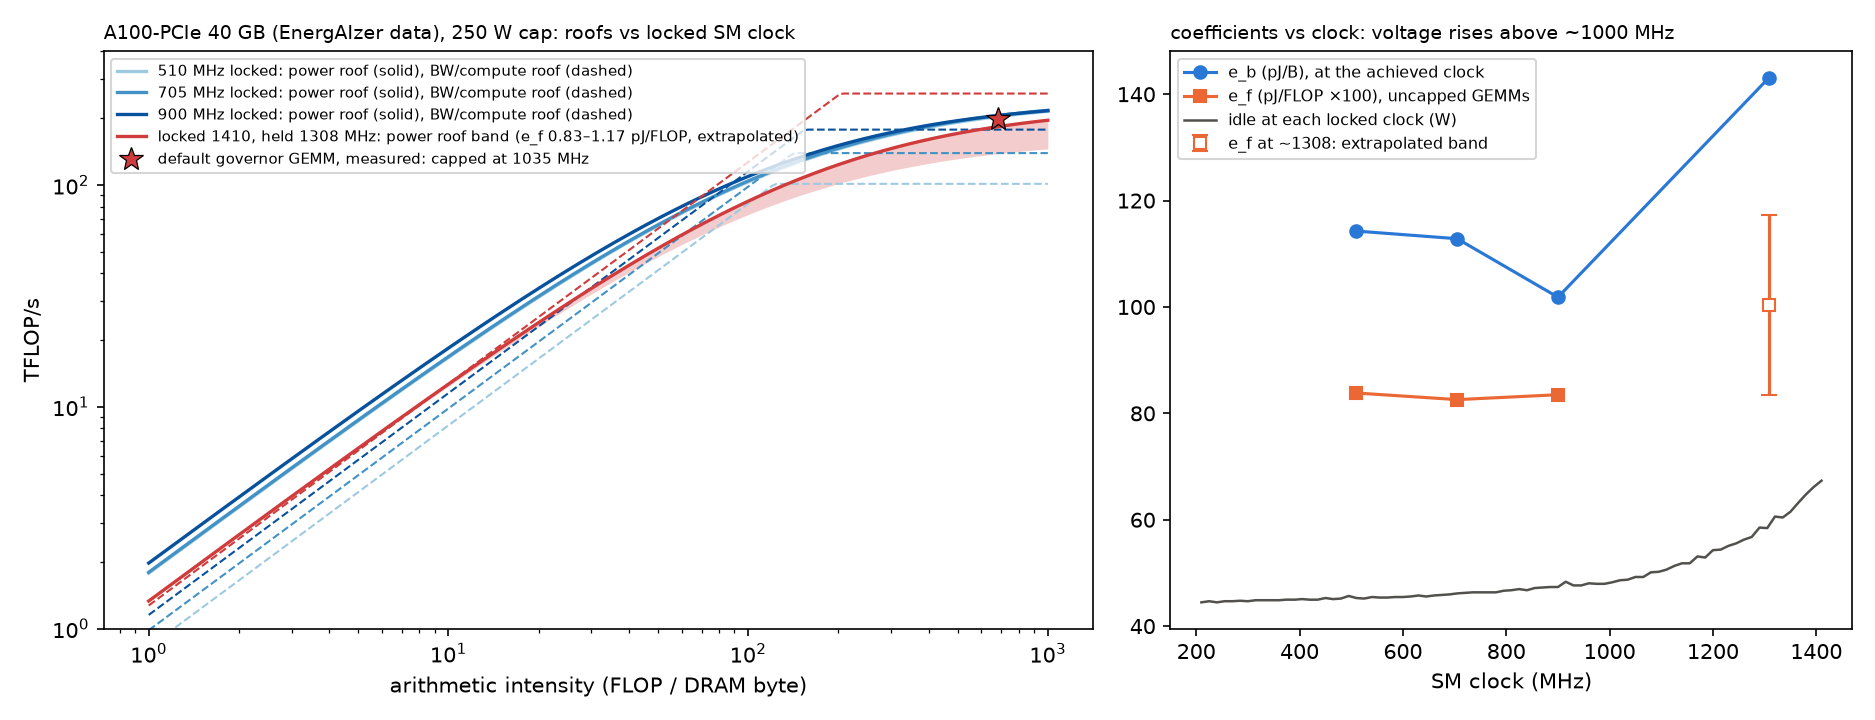 A100-PCIe 40 GB (EnergAIzer data), 250 W cap: roofs vs locked SM clock
510 MHz locked: power roof (solid), BW/compute roof (dashed)
705 MHz locked: power roof (solid), BW/compute roof (dashed)
900 MHz locked: power roof (solid), BW/compute roof (dashed)
locked 1410, held 1308 MHz: power roof band (e_f 0.83–1.17 pJ/FLOP, extrapolated)
default governor GEMM, measured: capped at 1035 MHz
TFLOP/s
10²
10¹
10⁰
10⁰ 10¹ 10² 10³
arithmetic intensity (FLOP / DRAM byte)
coefficients vs clock: voltage rises above ~1000 MHz
e_b (pJ/B), at the achieved clock
e_f (pJ/FLOP ×100), uncapped GEMMs
idle at each locked clock (W)
e_f at ~1308: extrapolated band
140
120
100
80
60
40
200 400 600 800 1000 1200 1400
SM clock (MHz)